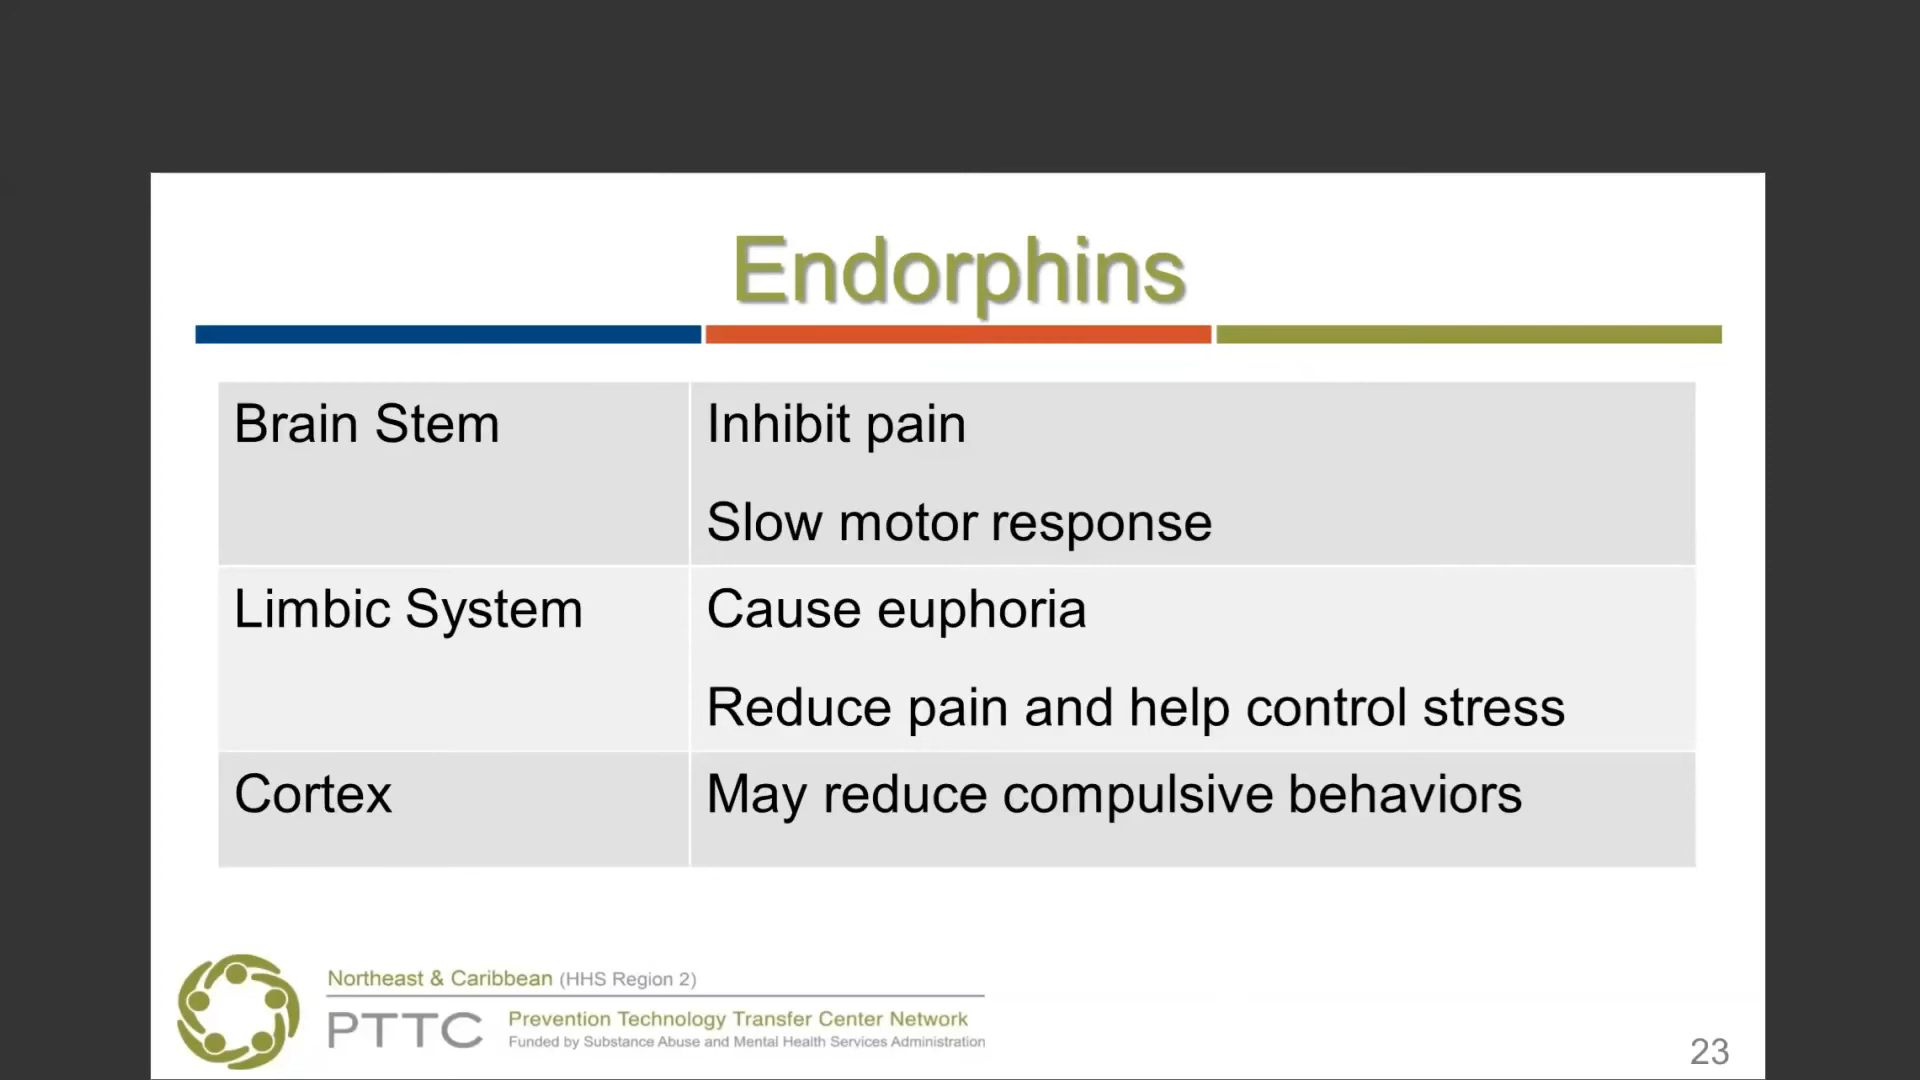 Endorphins
Brain Stem
Inhibit pain
Slow motor response
Limbic System
Cause euphoria
Reduce pain and help control stress
Cortex
May reduce compulsive behaviors
Northeast & Caribbean (HHS Region 2)
PTTC
Prevention Technology Transfer Center Network
Funded by Substance Abuse and Mental Health Services Administration
23